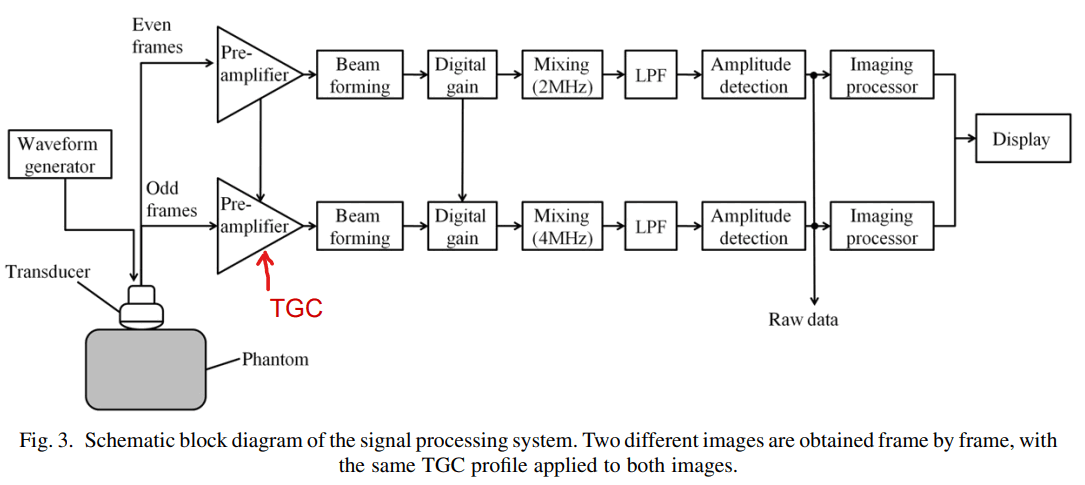 Even
frames
Pre-
amplifier
Beam
forming
Digital
gain
Mixing
(2MHz)
LPF
Amplitude
detection
Imaging
processor
Waveform
generator
Display
Odd
frames
Pre-
amplifier
Beam
forming
Digital
gain
Mixing
(4MHz)
LPF
Amplitude
detection
Imaging
processor
Transducer
TGC
Raw data
Phantom
Fig. 3. Schematic block diagram of the signal processing system. Two different images are obtained frame by frame, with
the same TGC profile applied to both images.